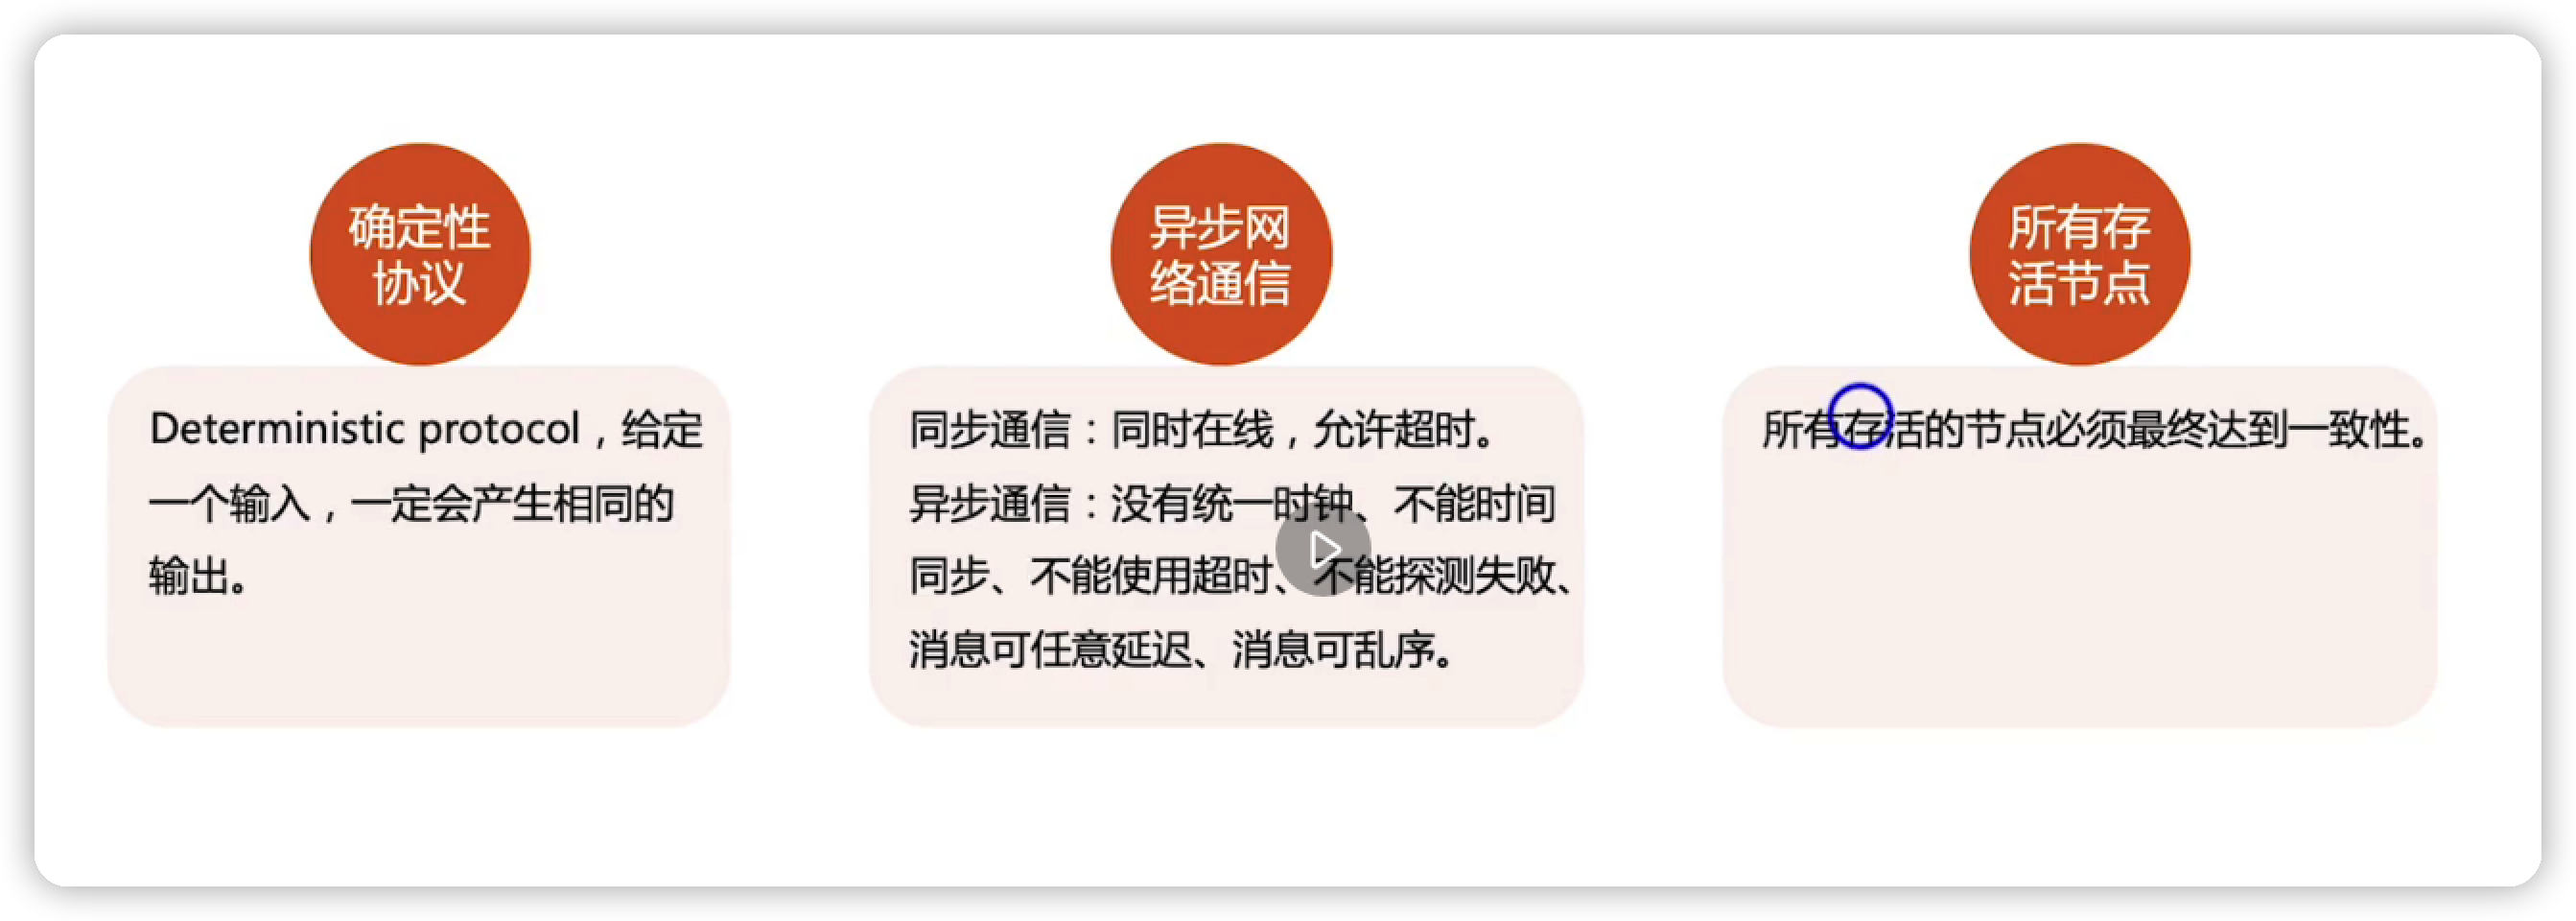 确定性
协议
Deterministic protocol，给定
一个输入，一定会产生相同的
输出。
异步网
络通信
同步通信：同时在线，允许超时。
异步通信：没有统一时钟、不能时间
同步、不能使用超时、不能探测失败、
消息可任意延迟、消息可乱序。
所有存
活节点
所有存活的节点必须最终达到一致性。